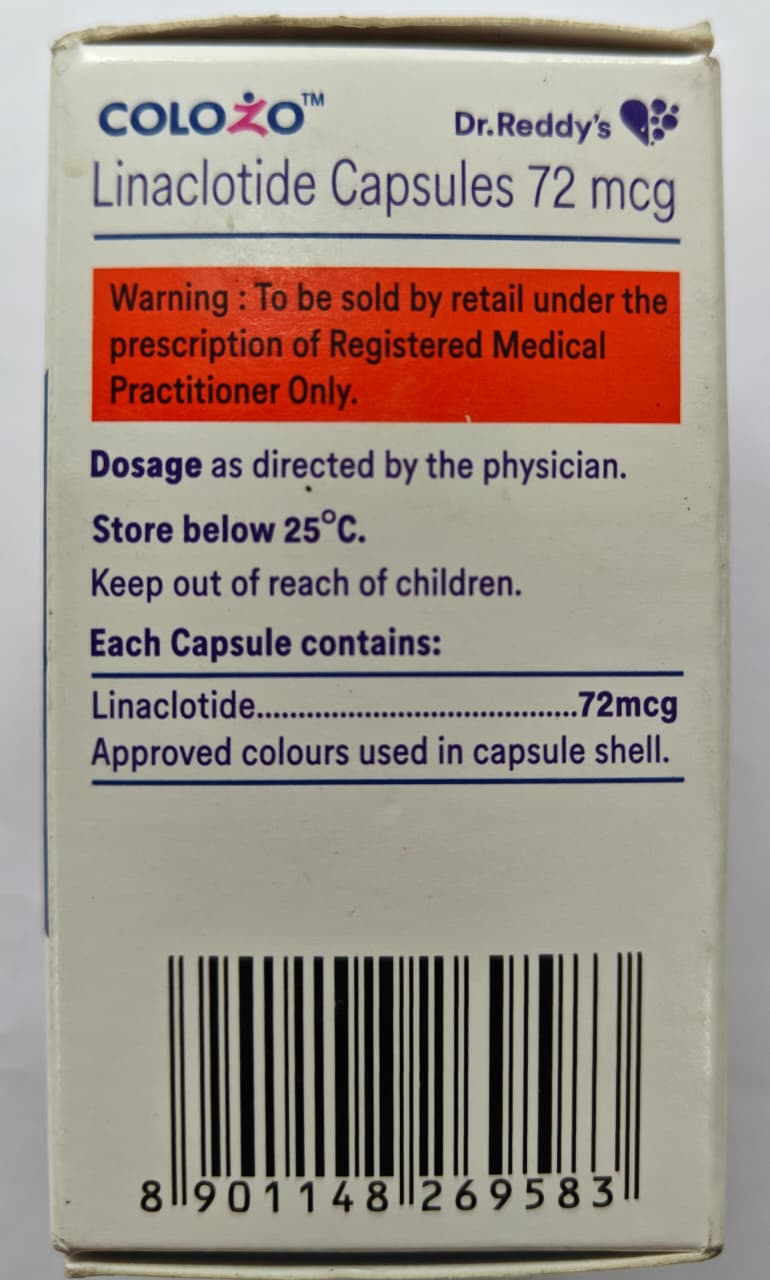 COLOZO™
Dr.Reddy's
Linaclotide Capsules 72 mcg
Warning : To be sold by retail under the
prescription of Registered Medical
Practitioner Only.
Dosage as directed by the physician.
Store below 25°C.
Keep out of reach of children.
Each Capsule contains:
Linaclotide......................................72mcg
Approved colours used in capsule shell.
8 901148 269583